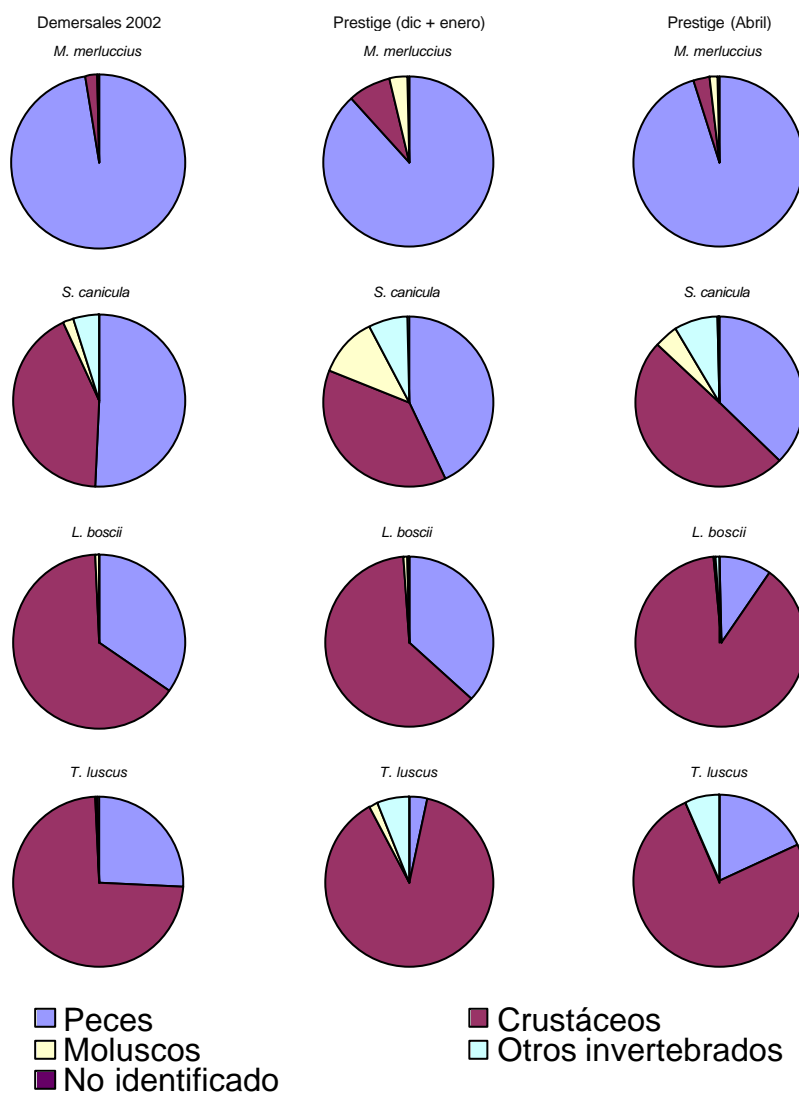 Demersales 2002 Prestige (dic + enero) Prestige (Abril)
M. merluccius M. merluccius M. merluccius
S. canicula S. canicula S. canicula
L. boscii L. boscii L. boscii
T. luscus T. luscus T. luscus
Peces Crustáceos
Moluscos Otros invertebrados
No identificado